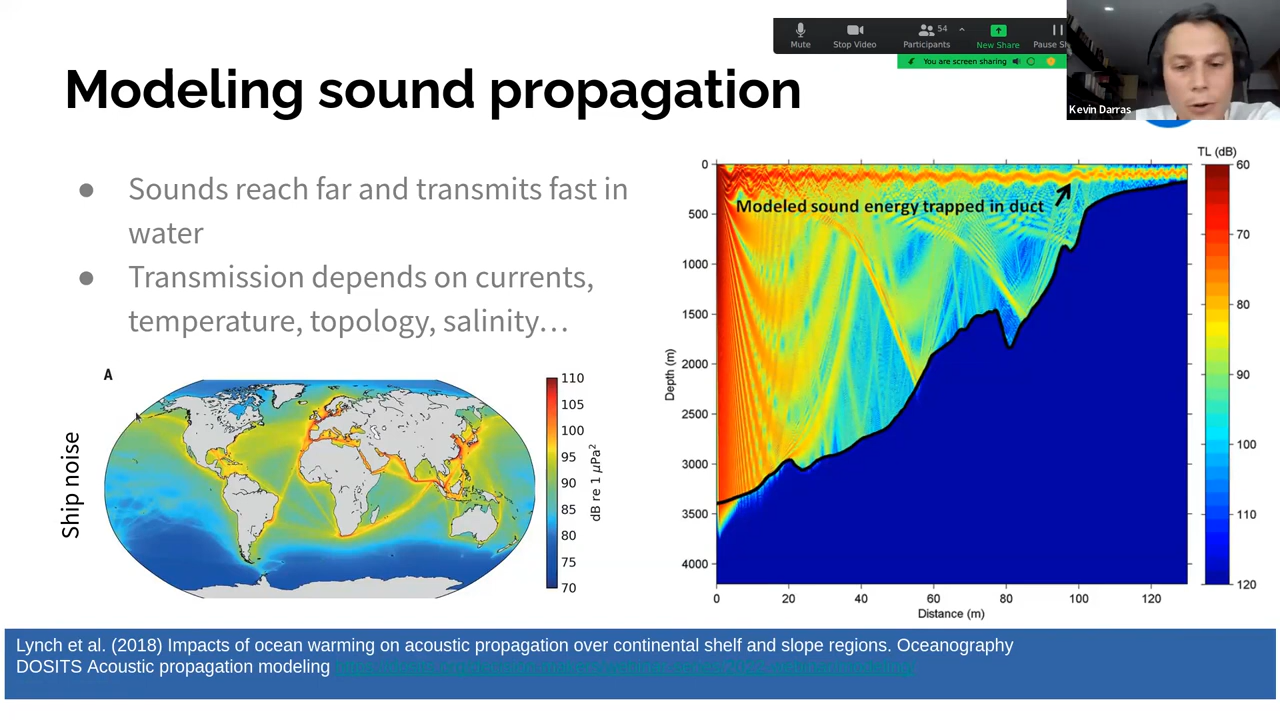 Mute
Stop Video
54
Participants
New Share
You are screen sharing
Kevin Darras
Modeling sound propagation
● Sounds reach far and transmits fast in
water
● Transmission depends on currents,
temperature, topology, salinity…
A
Ship noise
110
105
100
95
90
85
80
75
70
dB re 1 μPa²
TL (dB)
Modeled sound energy trapped in duct
0
500
1000
1500
2000
2500
3000
3500
4000
Depth (m)
0 20 40 60 80 100 120
Distance (m)
60
70
80
90
100
110
120
Lynch et al. (2018) Impacts of ocean warming on acoustic propagation over continental shelf and slope regions. Oceanography
DOSITS Acoustic propagation modeling